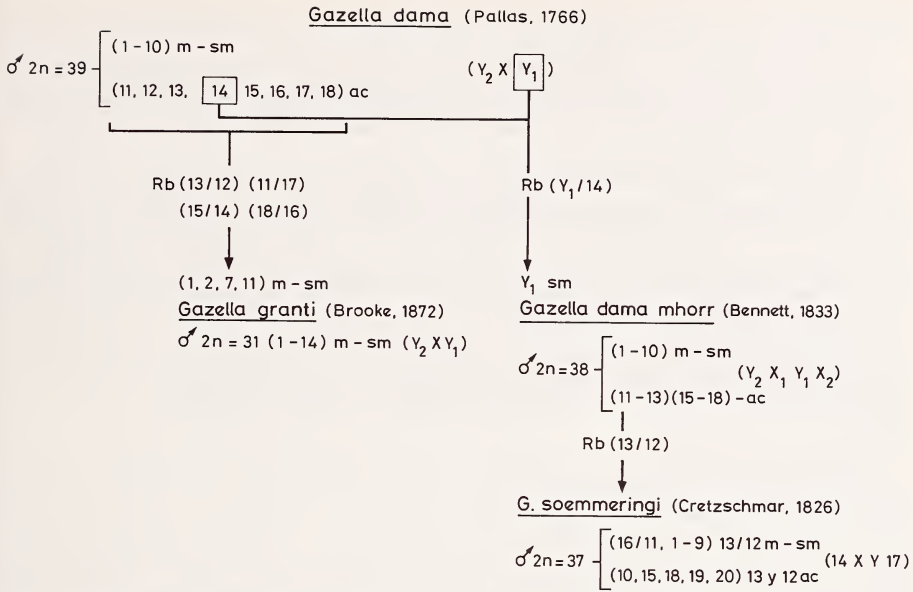 Gazella dama (Pallas, 1766)
♂ 2n = 39
(1-10) m-sm
(11, 12, 13, 14 15, 16, 17, 18) ac
(Y₂ X Y₁)
Rb (13/12) (11/17)
(15/14) (18/16)
Rb (Y₁/14)
(1, 2, 7, 11) m-sm
Gazella granti (Brooke, 1872)
♂ 2n = 31 (1-14) m-sm (Y₂ X Y₁)
Y₁ sm
Gazella dama mhorr (Bennett, 1833)
♂ 2n = 38
(1-10) m-sm
(11-13)(15-18)-ac
(Y₂ X₁ Y₁ X₂)
Rb (13/12)
G. soemmeringi (Cretzschmar, 1826)
♂ 2n = 37
(16/11, 1-9) 13/12 m-sm
(10, 15, 18, 19, 20) 13 y 12 ac
(14 X Y 17)